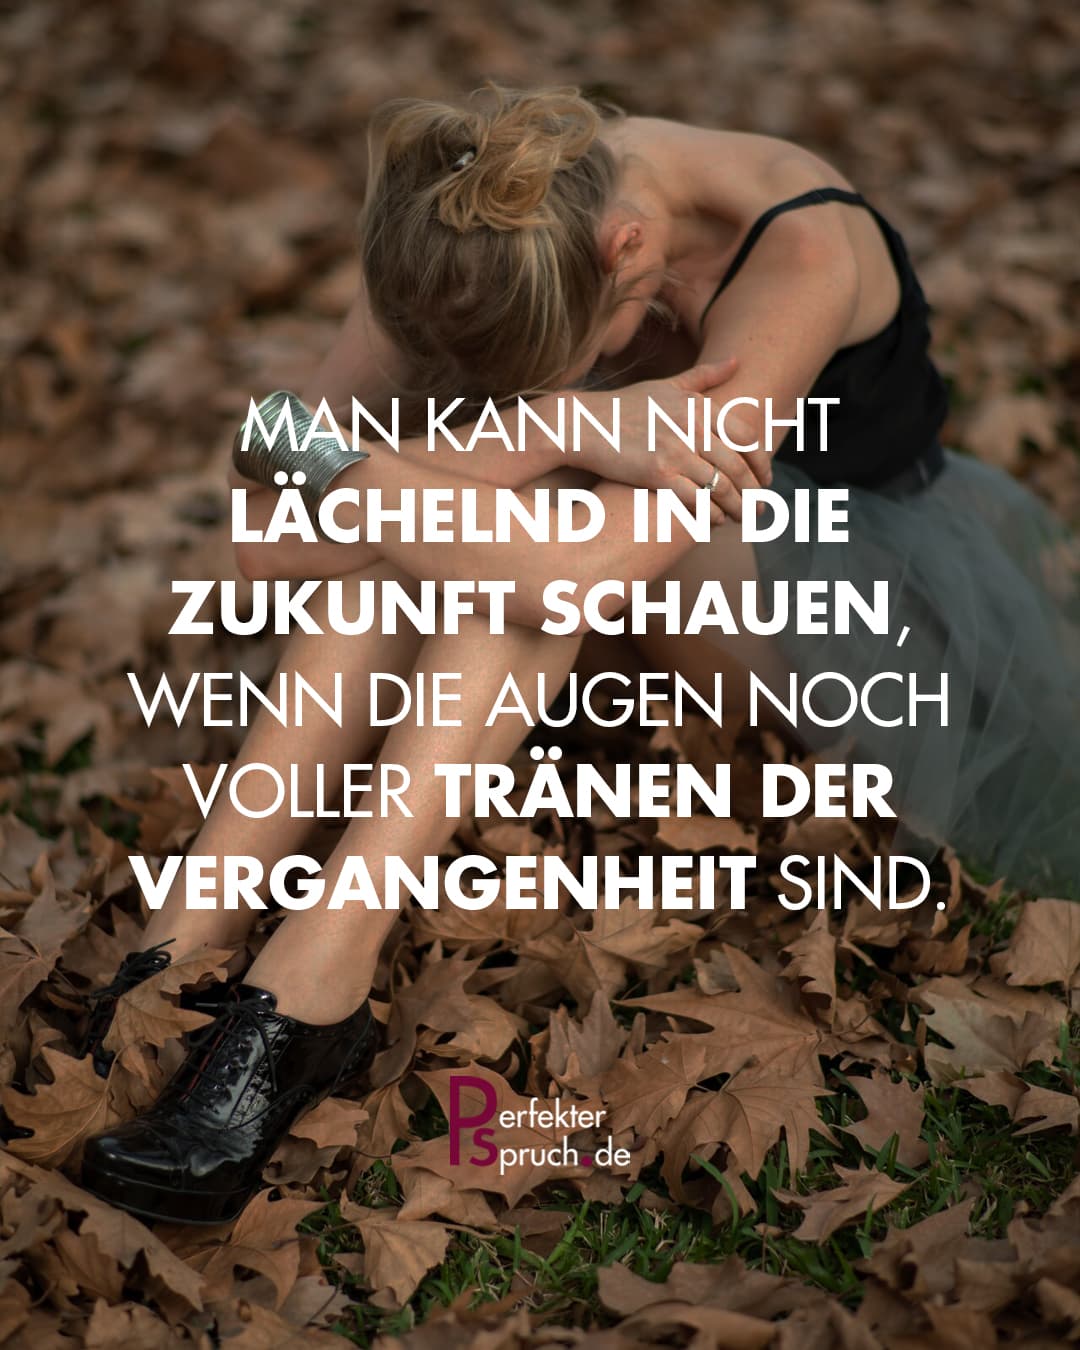 MAN KANN NICHT
LÄCHELND IN DIE
ZUKUNFT SCHAUEN,
WENN DIE AUGEN NOCH
VOLLER TRÄNEN DER
VERGANGENHEIT SIND.
Perfekter
Spruch.de